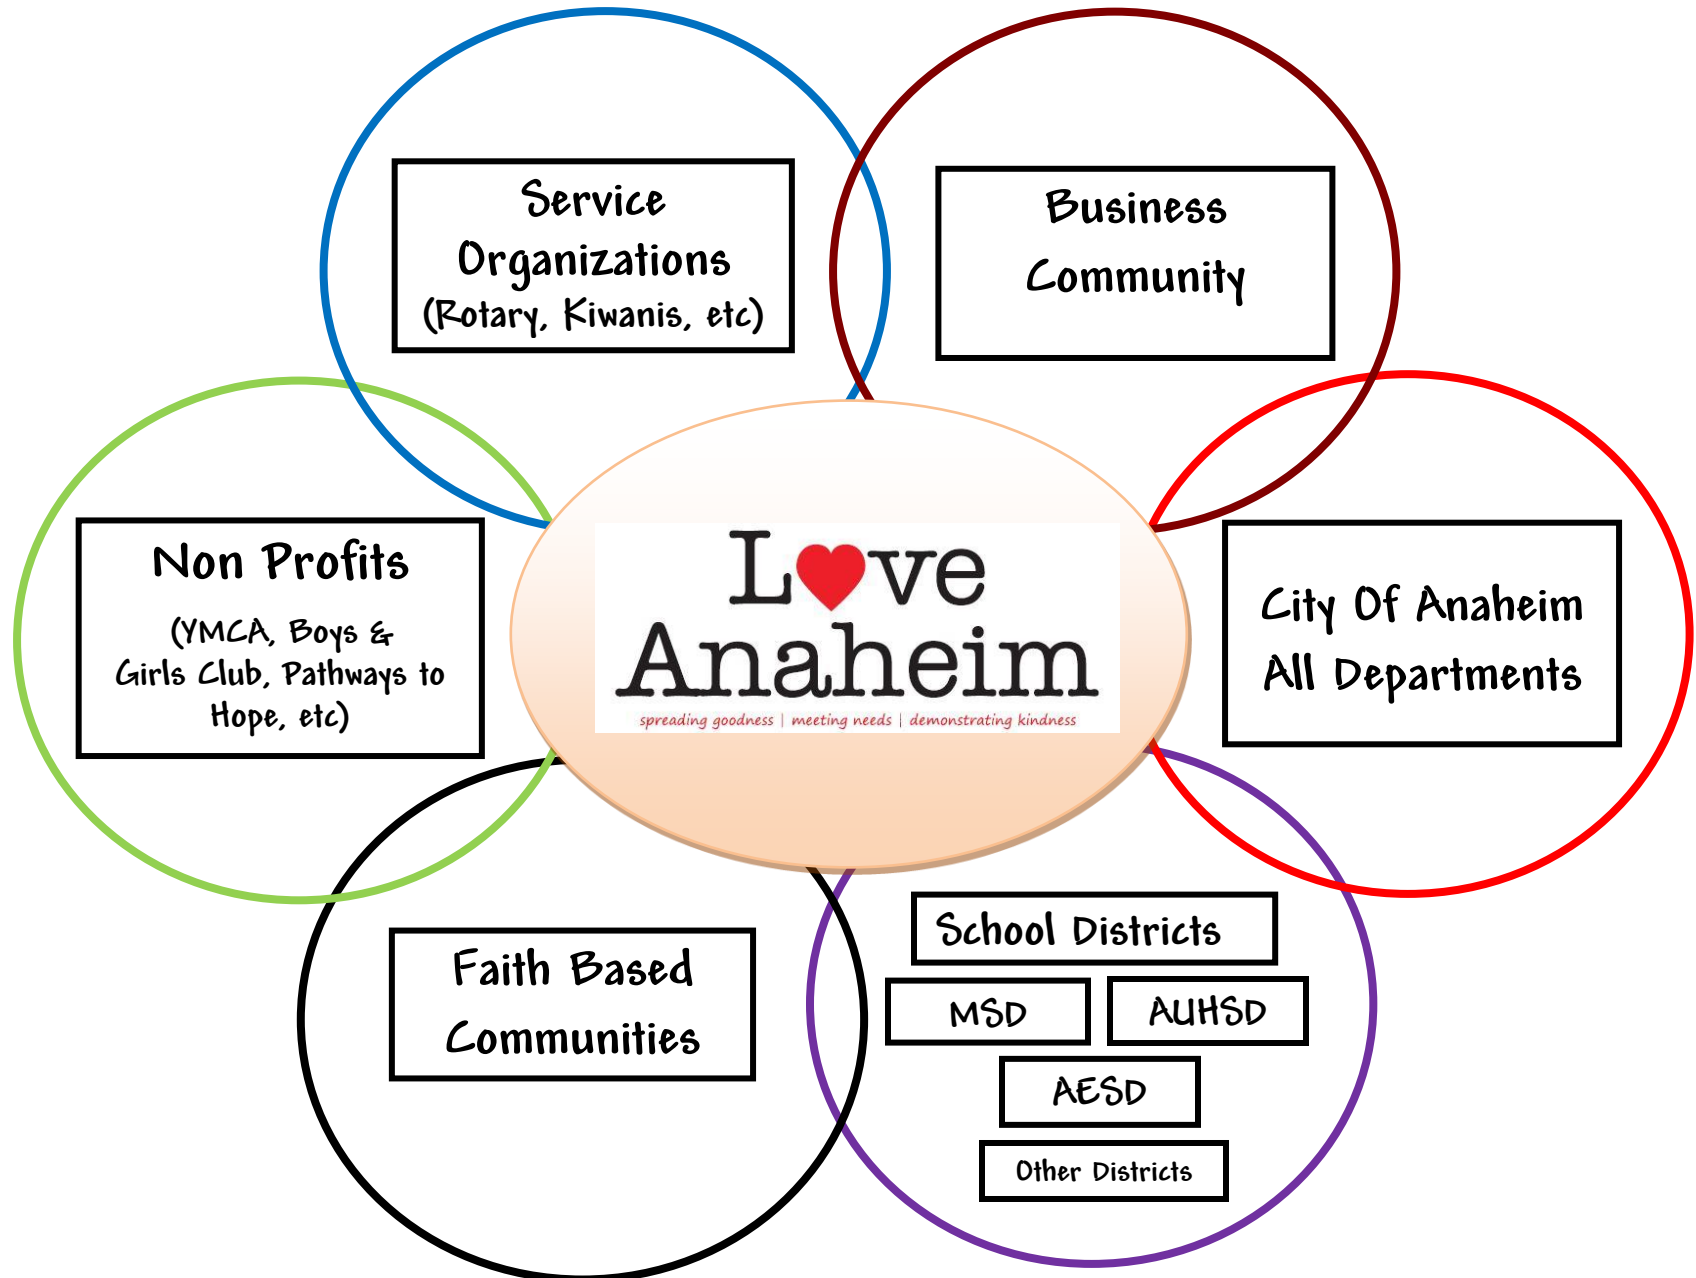 Service
Organizations
(Rotary, Kiwanis, etc)
Business
Community
Non Profits
(YMCA, Boys &
Girls Club, Pathways to
Hope, etc)
L❤ve
Anaheim
spreading goodness | meeting needs | demonstrating kindness
City Of Anaheim
All Departments
Faith Based
Communities
School Districts
MSD
AUHSD
AESD
Other Districts